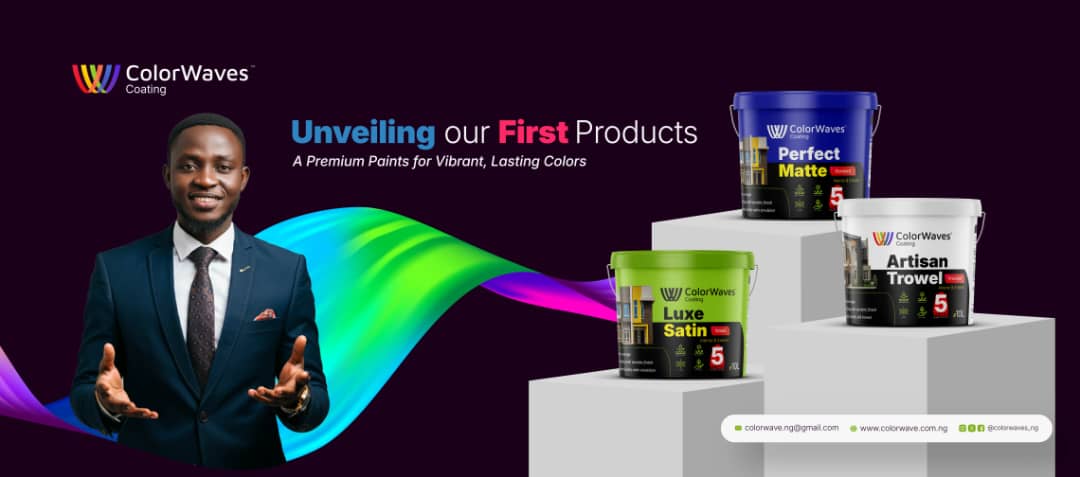 ColorWaves™
Coating
Unveiling our First Products
A Premium Paints for Vibrant, Lasting Colors
ColorWaves
Perfect
Matte
5
ColorWaves
Coating
Artisan
Trowel
5
ColorWaves
Coating
Luxe
Satin
5
colorwave.ng@gmail.com
www.colorwave.com.ng
@colorwaves_ng